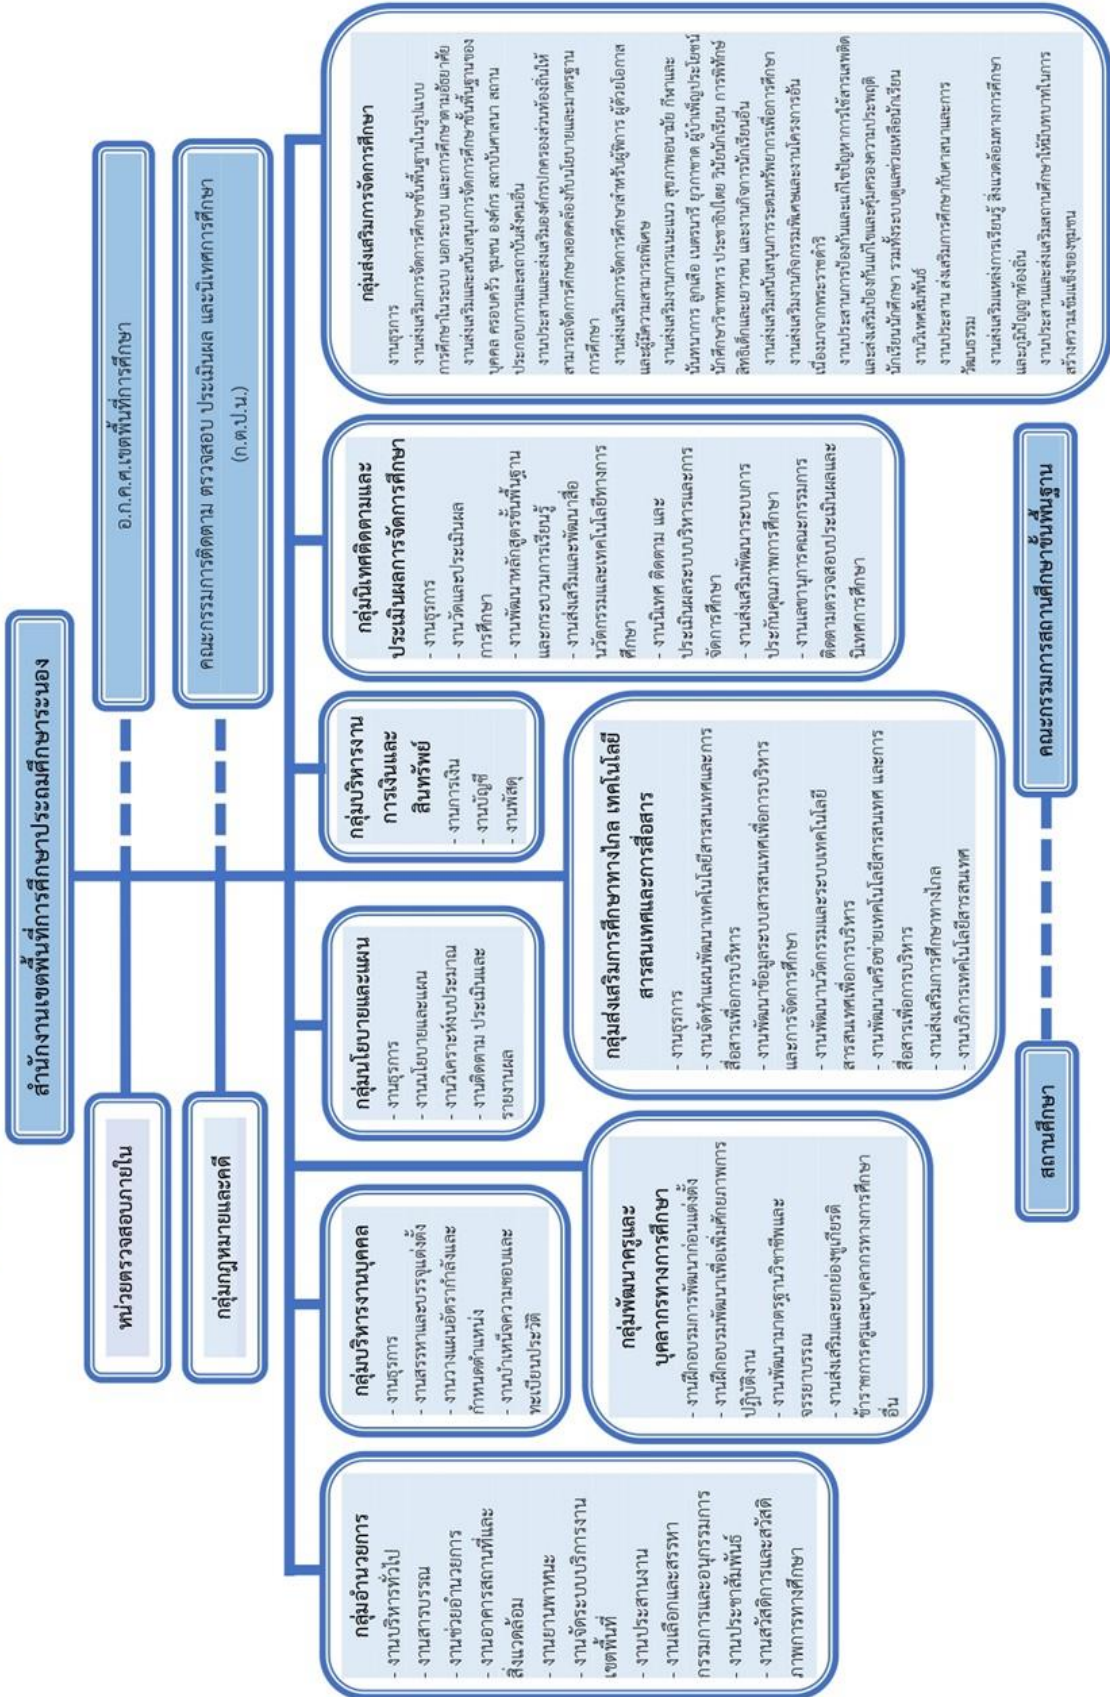 สำนักงานเขตพื้นที่การศึกษาประถมศึกษาระนอง
หน่วยตรวจสอบภายใน
อ.ก.ค.ศ.เขตพื้นที่การศึกษา
กลุ่มกฎหมายและคดี
คณะกรรมการติดตาม ตรวจสอบ ประเมินผล และนิเทศการศึกษา
(ก.ต.ป.น.)
กลุ่มอำนวยการ
- งานบริหารทั่วไป
- งานสารบรรณ
- งานช่วยอำนวยการ
- งานอาคารสถานที่และ
สิ่งแวดล้อม
- งานยานพาหนะ
- งานจัดระบบบริการงาน
เขตพื้นที่
- งานประสานงาน
- งานเลือกและสรรหา
กรรมการและอนุกรรมการ
- งานประชาสัมพันธ์
- งานสวัสดิการและสวัสดิ
ภาพการทางศึกษา
กลุ่มบริหารงานบุคคล
- งานธุรการ
- งานสรรหาและบรรจุแต่งตั้ง
- งานวางแผนอัตรากำลังและ
กำหนดตำแหน่ง
- งานบำเหน็จความชอบและ
ทะเบียนประวัติ
กลุ่มนโยบายและแผน
- งานธุรการ
- งานนโยบายและแผน
- งานวิเคราะห์งบประมาณ
- งานติดตาม ประเมินและ
รายงานผล
กลุ่มบริหารงาน
การเงินและ
สินทรัพย์
- งานการเงิน
- งานบัญชี
- งานพัสดุ
กลุ่มนิเทศติดตามและ
ประเมินผลการจัดการศึกษา
- งานธุรการ
- งานวัดและประเมินผล
การศึกษา
- งานพัฒนาหลักสูตรขั้นพื้นฐาน
และกระบวนการเรียนรู้
- งานส่งเสริมและพัฒนาสื่อ
นวัตกรรมและเทคโนโลยีทางการ
ศึกษา
- งานนิเทศ ติดตาม และ
ประเมินผลระบบบริหารและการ
จัดการศึกษา
- งานส่งเสริมพัฒนาระบบการ
ประกันคุณภาพการศึกษา
- งานเลขานุการคณะกรรมการ
ติดตามตรวจสอบประเมินผลและ
นิเทศการศึกษา
กลุ่มส่งเสริมการจัดการศึกษา
งานธุรการ
งานส่งเสริมการจัดการศึกษาขั้นพื้นฐานในรูปแบบ
การศึกษาในระบบ นอกระบบ และการศึกษาตามอัธยาศัย
งานส่งเสริมและสนับสนุนการจัดการศึกษาขั้นพื้นฐานของ
บุคคล ครอบครัว ชุมชน องค์กร สถาบันศาสนา สถาน
ประกอบการและสถาบันสังคมอื่น
งานประสานและส่งเสริมองค์กรปกครองส่วนท้องถิ่นให้
สามารถจัดการศึกษาสอดคล้องกับนโยบายและมาตรฐาน
การศึกษา
งานส่งเสริมการจัดการศึกษาสำหรับผู้พิการ ผู้ด้วยโอกาส
และผู้มีความสามารถพิเศษ
งานส่งเสริมงานการแนะแนว สุขภาพอนามัย กีฬาและ
นันทนาการ ลูกเสือ เนตรนารี ยุวกาชาด ผู้บำเพ็ญประโยชน์
นักศึกษาวิชาทหาร ประชาธิปไตย วินัยนักเรียน การพิทักษ์
สิทธิเด็กและเยาวชน และงานกิจการนักเรียนอื่น
งานส่งเสริมสนับสนุนการระดมทรัพยากรเพื่อการศึกษา
งานส่งเสริมงานกิจกรรมพิเศษและงานโครงการอัน
เนื่องมาจากพระราชดำริ
งานประสานการป้องกันและแก้ไขปัญหาการใช้สารเสพติด
และส่งเสริมป้องกันแก้ไขและคุ้มครองความประพฤติ
นักเรียนนักศึกษา รวมทั้งระบบดูแลช่วยเหลือนักเรียน
งานวิเทศสัมพันธ์
งานประสาน ส่งเสริมการศึกษากับศาสนาและการ
วัฒนธรรม
งานส่งเสริมแหล่งการเรียนรู้ สิ่งแวดล้อมทางการศึกษา
และภูมิปัญญาท้องถิ่น
งานประสานและส่งเสริมสถานศึกษาให้มีบทบาทในการ
สร้างความเข้มแข็งของชุมชน
กลุ่มพัฒนาครูและ
บุคลากรทางการศึกษา
- งานฝึกอบรมการพัฒนาก่อนแต่งตั้ง
- งานฝึกอบรมพัฒนาเพื่อเพิ่มศักยภาพการ
ปฏิบัติงาน
- งานพัฒนามาตรฐานวิชาชีพและ
จรรยาบรรณ
- งานส่งเสริมและยกย่องชูเกียรติ
ข้าราชการครูและบุคลากรทางการศึกษา
อื่น
กลุ่มส่งเสริมการศึกษาทางไกล เทคโนโลยี
สารสนเทศและการสื่อสาร
- งานธุรการ
- งานจัดทำแผนพัฒนาเทคโนโลยีสารสนเทศและการ
สื่อสารเพื่อการบริหาร
- งานพัฒนาข้อมูลระบบสารสนเทศเพื่อการบริหาร
และการจัดการศึกษา
- งานพัฒนานวัตกรรมและระบบเทคโนโลยี
สารสนเทศเพื่อการบริหาร
- งานพัฒนาเครือข่ายเทคโนโลยีสารสนเทศ และการ
สื่อสารเพื่อการบริหาร
- งานส่งเสริมการศึกษาทางไกล
- งานบริการเทคโนโลยีสารสนเทศ
สถานศึกษา
คณะกรรมการสถานศึกษาขั้นพื้นฐาน